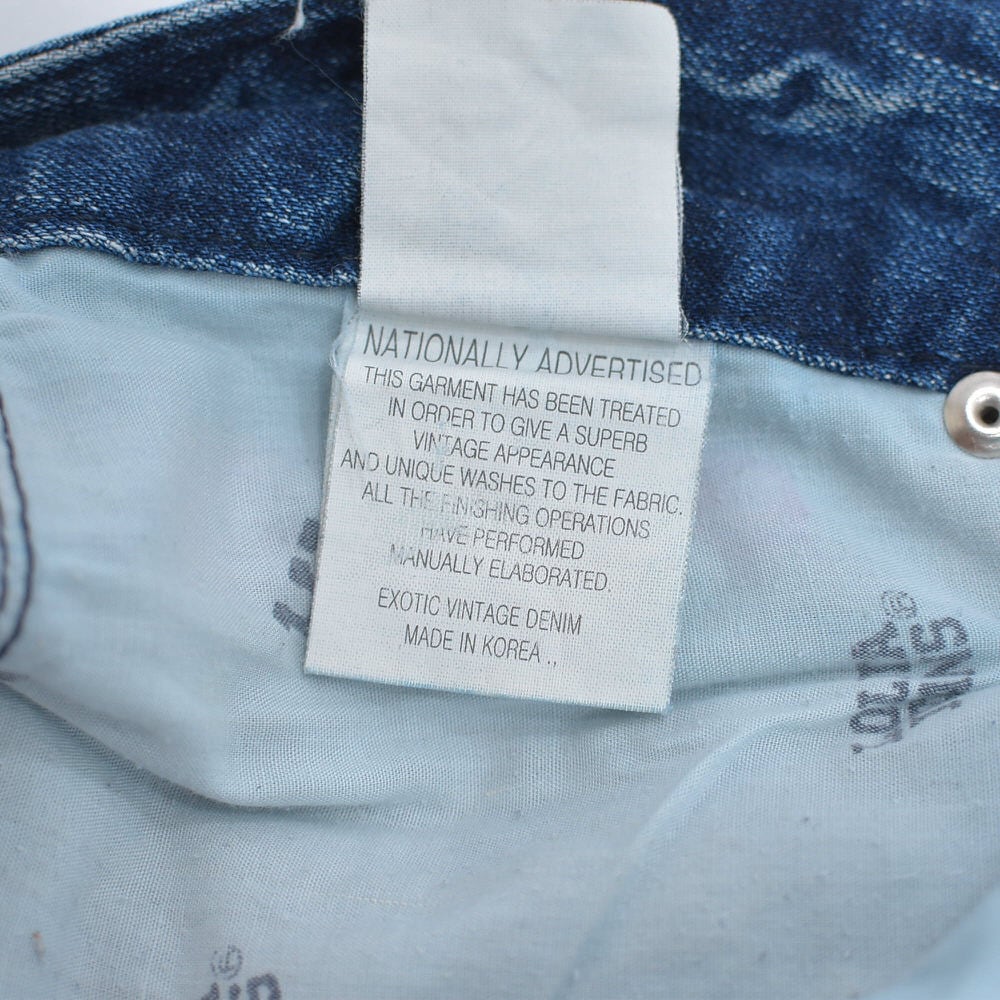 NATIONALLY ADVERTISED
THIS GARMENT HAS BEEN TREATED
IN ORDER TO GIVE A SUPERB
VINTAGE APPEARANCE
AND UNIQUE WASHES TO THE FABRIC.
ALL THE FINISHING OPERATIONS
HAVE PERFORMED
MANUALLY ELABORATED.
EXOTIC VINTAGE DENIM
MADE IN KOREA ..